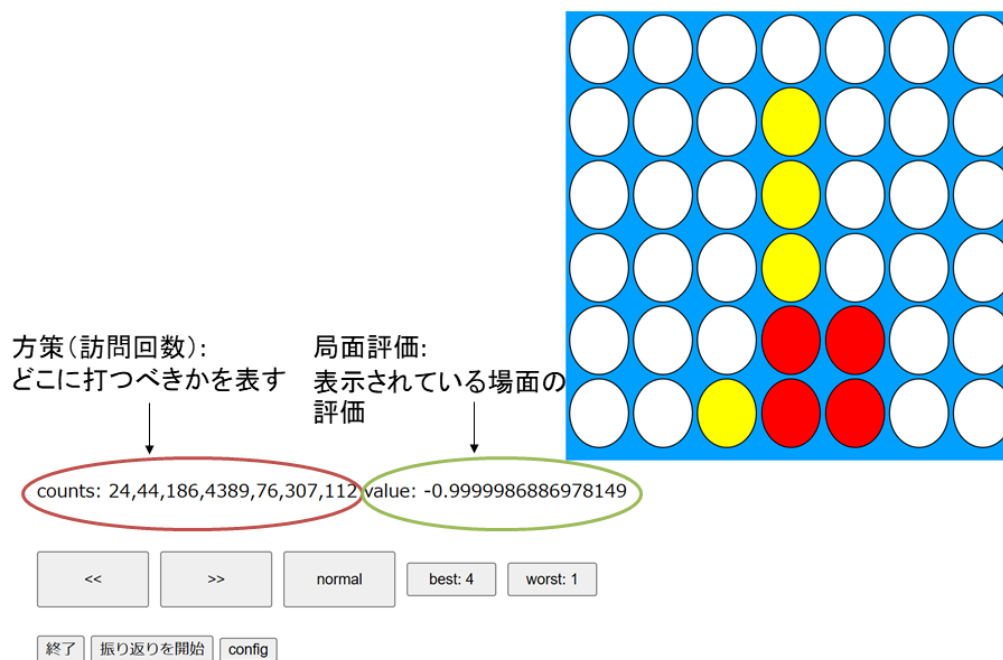 方策(訪問回数):
どこに打つべきかを表す
局面評価:
表示されている場面の
評価
counts: 24,44,186,4389,76,307,112 value: -0.9999986886978149
<< >> normal best: 4 worst: 1
終了 振り返りを開始 config